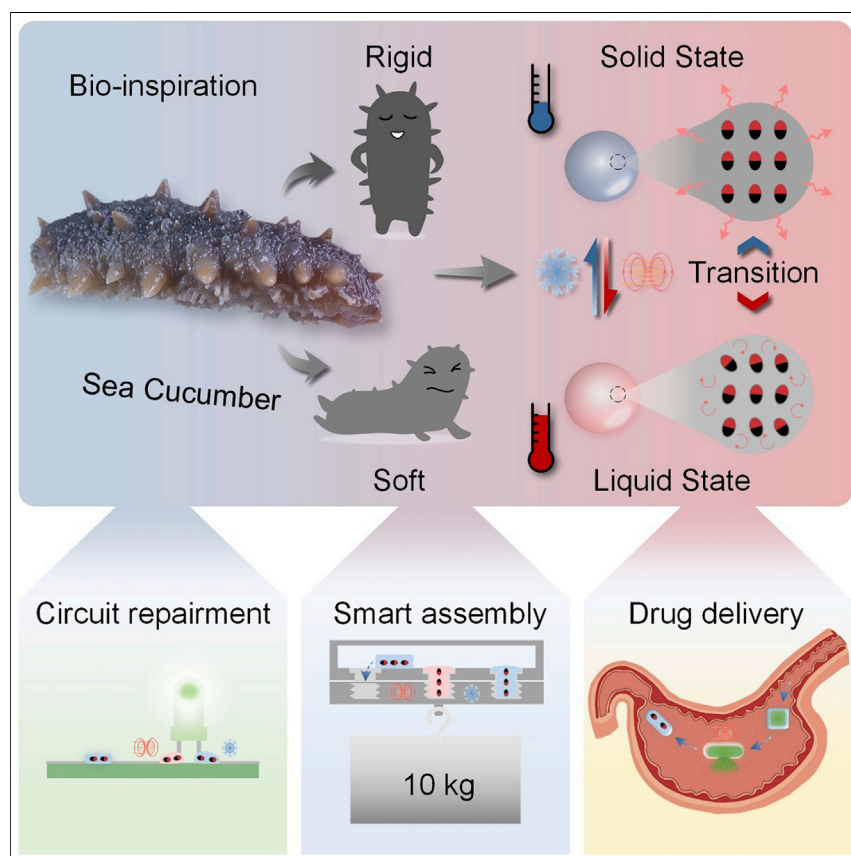 Bio-inspiration
Rigid
Solid State
Transition
Sea Cucumber
Soft
Liquid State
Circuit repairment
Smart assembly
Drug delivery
10 kg